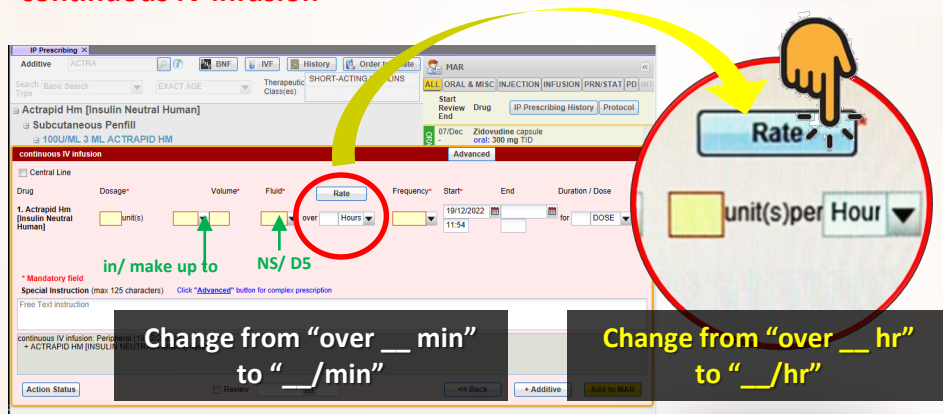 continuous IV infusion
IP Prescribing ×
Additive ACTRA BNF IVF History Order template
Search Type Basic Search EXACT AGE Therapeutic Class(es) SHORT-ACTING INSULINS
Actrapid Hm [Insulin Neutral Human]
Subcutaneous Penfill
100U/ML 3 ML ACTRAPID HM
MAR
ALL ORAL & MISC INJECTION INFUSION PRN/STAT PD
Start
Review Drug IP Prescribing History Protocol
End
07/Dec Zidovudine capsule
- oral: 300 mg TID
continuous IV infusion Advanced
Central Line
Drug Dosage* Volume* Fluid* Rate Frequency* Start* End Duration / Dose
1. Actrapid Hm [Insulin Neutral Human] unit(s) over Hours 19/12/2022 for DOSE
11:54
in/ make up to NS/ D5
* Mandatory field
Special Instruction (max 125 characters) Click "Advanced" button for complex prescription
Free Text instruction
continuous IV infusion: Peripheral
+ ACTRAPID HM [INSULIN NEUTRAL
Action Status Review << Back + Additive Add to MAR
Rate*
unit(s)per Hour
Change from “over __ min”
to “__/min”
Change from “over __ hr”
to “__/hr”